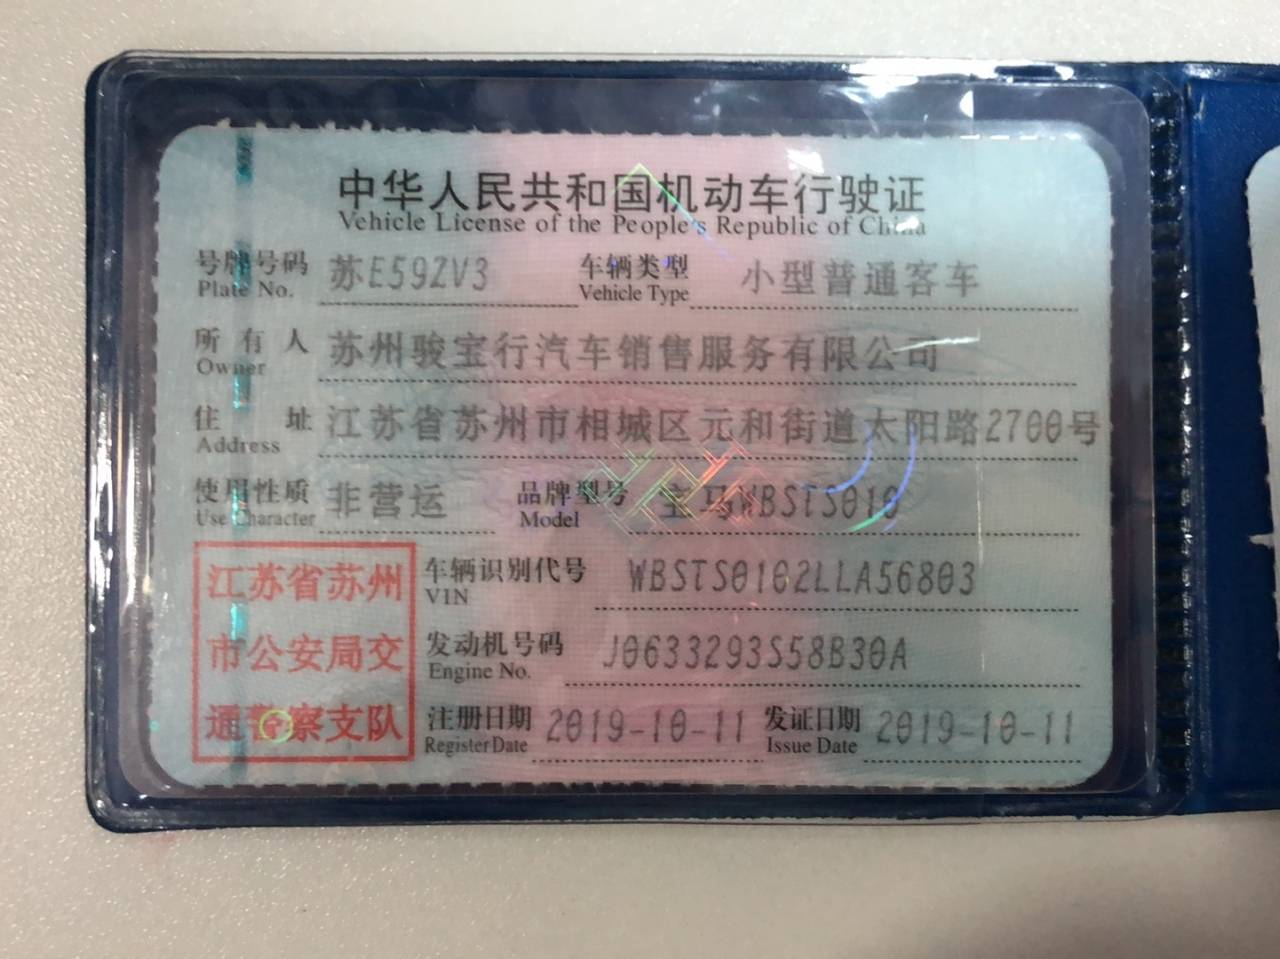 中华人民共和国机动车行驶证
Vehicle License of the People's Republic of China
号牌号码 苏E59ZV3 车辆类型 小型普通客车
Plate No. Vehicle Type
所有人 苏州骏宝行汽车销售服务有限公司
Owner
住址 江苏省苏州市相城区元和街道太阳路2700号
Address
使用性质 非营运 品牌型号 宝马WBSTS010
Use Character Model
江苏省苏州
市公安局交
通警察支队
车辆识别代号 WBSTS0102LLA56803
VIN
发动机号码 J0633293S58B30A
Engine No.
注册日期 2019-10-11 发证日期 2019-10-11
Register Date Issue Date